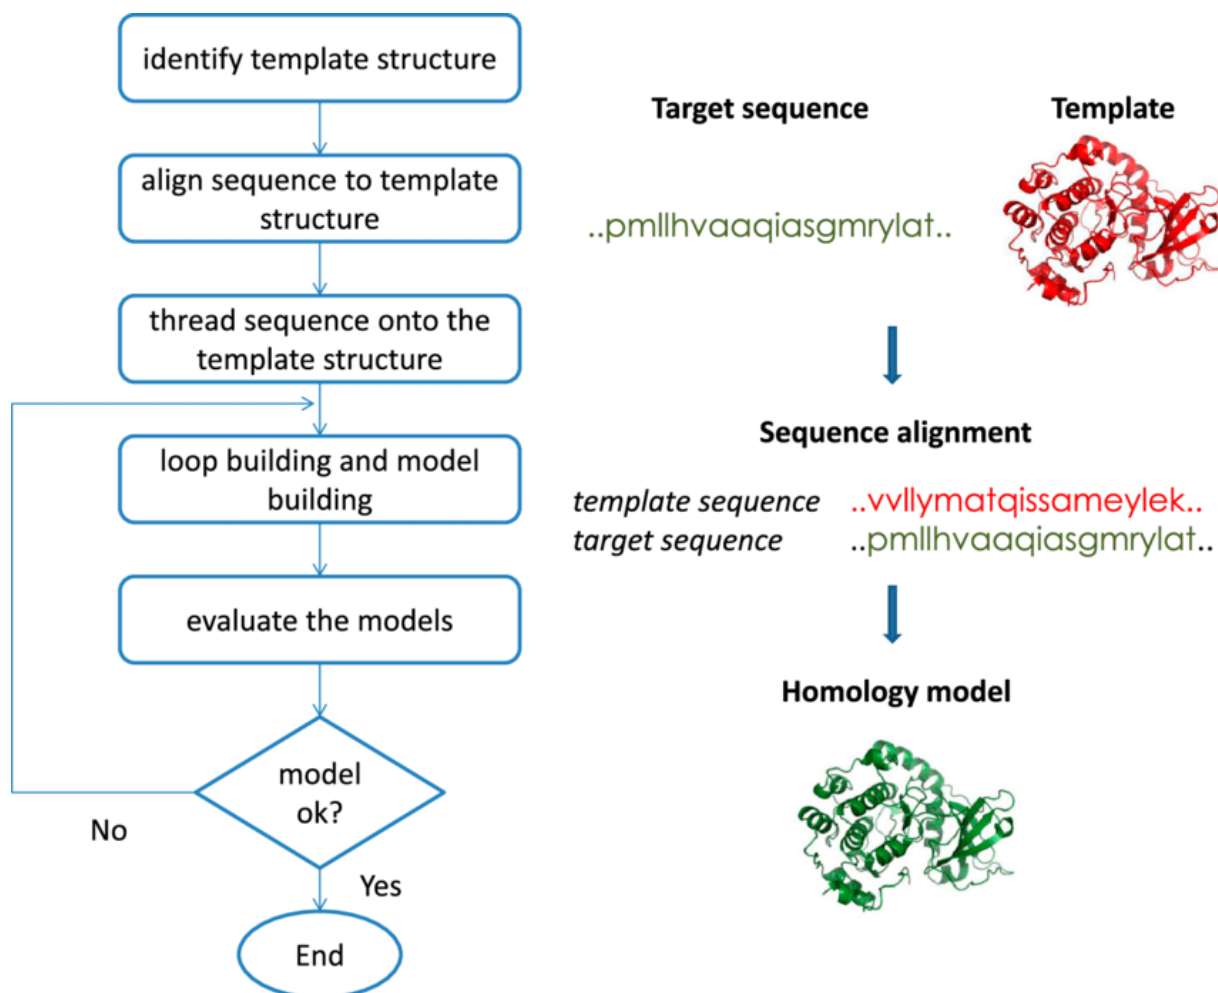 identify template structure
align sequence to template
structure
thread sequence onto the
template structure
loop building and model
building
evaluate the models
model
ok?
No
Yes
End
Target sequence
Template
..pmllhvaaqiasgmrylat..
Sequence alignment
template sequence ..vvllymatqissameylek..
target sequence ..pmllhvaaqiasgmrylat..
Homology model